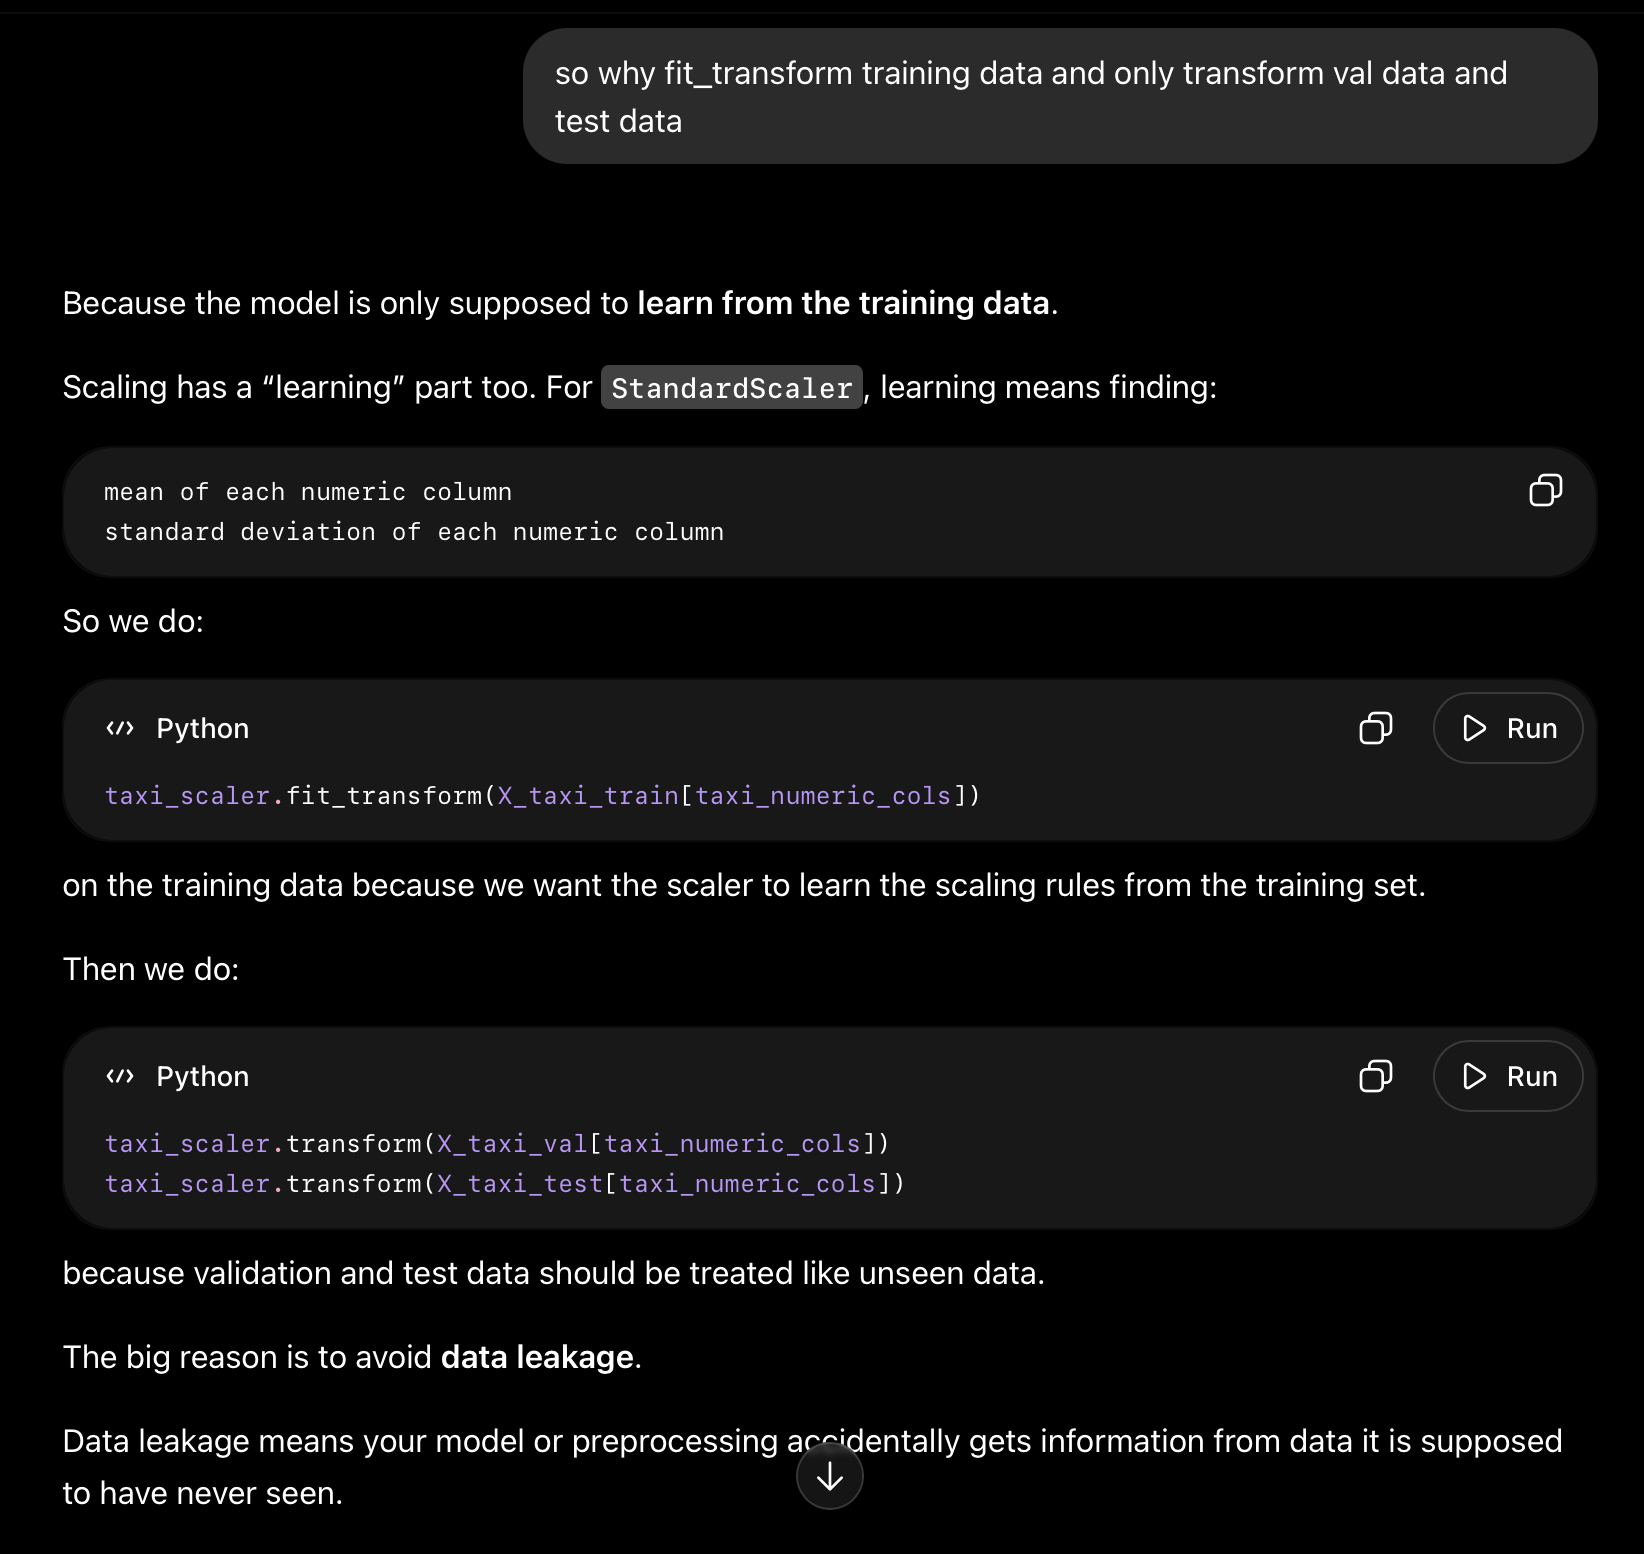 so why fit_transform training data and only transform val data and
test data
Because the model is only supposed to learn from the training data.
Scaling has a “learning” part too. For StandardScaler, learning means finding:
mean of each numeric column
standard deviation of each numeric column
So we do:
Python
Run
taxi_scaler.fit_transform(X_taxi_train[taxi_numeric_cols])
on the training data because we want the scaler to learn the scaling rules from the training set.
Then we do:
Python
Run
taxi_scaler.transform(X_taxi_val[taxi_numeric_cols])
taxi_scaler.transform(X_taxi_test[taxi_numeric_cols])
because validation and test data should be treated like unseen data.
The big reason is to avoid data leakage.
Data leakage means your model or preprocessing accidentally gets information from data it is supposed
to have never seen.